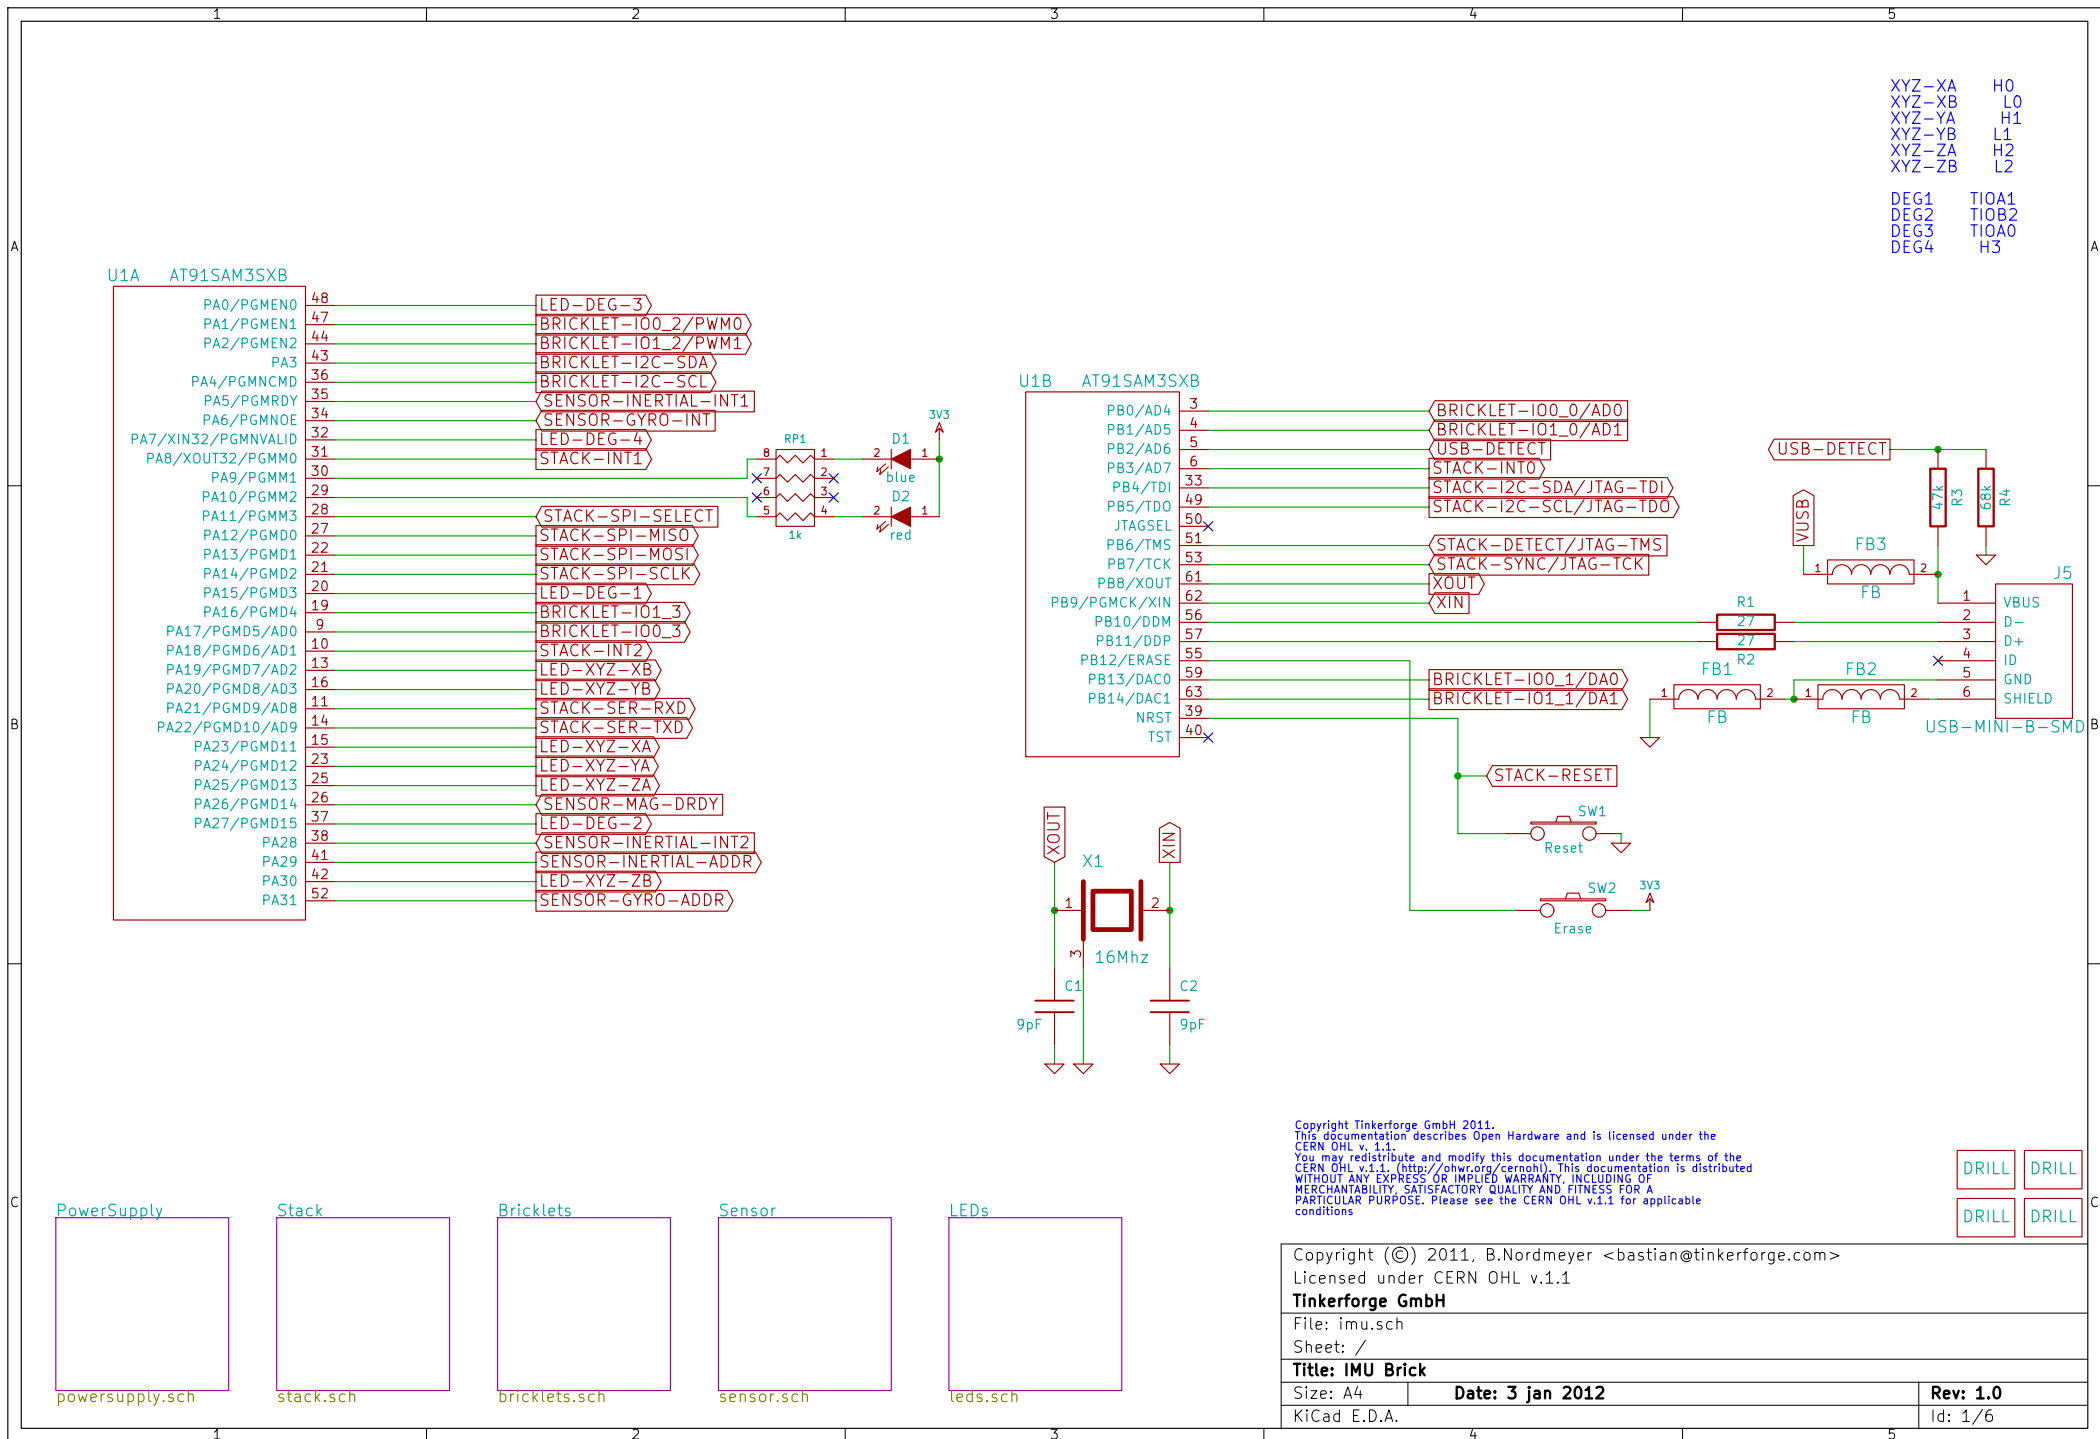 1 2 3 4 5
XYZ-XA H0
XYZ-XB L0
XYZ-YA H1
XYZ-YB L1
XYZ-ZA H2
XYZ-ZB L2
DEG1 TIOA1
DEG2 TIOB2
DEG3 TIOA0
DEG4 H3
A A
U1A AT91SAM3SXB
PA0/PGMEN0 48 LED-DEG-3
PA1/PGMEN1 47 BRICKLET-IO0_2/PWM0
PA2/PGMEN2 44 BRICKLET-IO1_2/PWM1
PA3 43 BRICKLET-I2C-SDA
PA4/PGMNCMD 36 BRICKLET-I2C-SCL
PA5/PGMRDY 35 SENSOR-INERTIAL-INT1
PA6/PGMNOE 34 SENSOR-GYRO-INT
PA7/XIN32/PGMNVALID 32 LED-DEG-4
PA8/XOUT32/PGMM0 31 STACK-INT1
PA9/PGMM1 30
PA10/PGMM2 29
PA11/PGMM3 28 STACK-SPI-SELECT
PA12/PGMD0 27 STACK-SPI-MISO
PA13/PGMD1 22 STACK-SPI-MOSI
PA14/PGMD2 21 STACK-SPI-SCLK
PA15/PGMD3 20 LED-DEG-1
PA16/PGMD4 19 BRICKLET-IO1_3
PA17/PGMD5/AD0 9 BRICKLET-IO0_3
PA18/PGMD6/AD1 10 STACK-INT2
PA19/PGMD7/AD2 13 LED-XYZ-XB
PA20/PGMD8/AD3 16 LED-XYZ-YB
PA21/PGMD9/AD8 11 STACK-SER-RXD
PA22/PGMD10/AD9 14 STACK-SER-TXD
PA23/PGMD11 15 LED-XYZ-XA
PA24/PGMD12 23 LED-XYZ-YA
PA25/PGMD13 25 LED-XYZ-ZA
PA26/PGMD14 26 SENSOR-MAG-DRDY
PA27/PGMD15 37 LED-DEG-2
PA28 38 SENSOR-INERTIAL-INT2
PA29 41 SENSOR-INERTIAL-ADDR
PA30 42 LED-XYZ-ZB
PA31 52 SENSOR-GYRO-ADDR
3V3
RP1 D1
8 1 2 1
7 2 blue
6 3 D2
5 4 2 1
1k red
U1B AT91SAM3SXB
PB0/AD4 3 BRICKLET-IO0_0/AD0
PB1/AD5 4 BRICKLET-IO1_0/AD1
PB2/AD6 5 USB-DETECT
PB3/AD7 6 STACK-INT0
PB4/TDI 33 STACK-I2C-SDA/JTAG-TDI
PB5/TDO 49 STACK-I2C-SCL/JTAG-TDO
JTAGSEL 50
PB6/TMS 51 STACK-DETECT/JTAG-TMS
PB7/TCK 53 STACK-SYNC/JTAG-TCK
PB8/XOUT 61 XOUT
PB9/PGMCK/XIN 62 XIN
PB10/DDM 56
PB11/DDP 57
PB12/ERASE 55
PB13/DAC0 59 BRICKLET-IO0_1/DA0
PB14/DAC1 63 BRICKLET-IO1_1/DA1
NRST 39
TST 40
USB-DETECT
47k R3 68k R4
VUSB
FB3
1 2
FB
J5
R1
27
27
R2
1 VBUS
2 D-
3 D+
4 ID
5 GND
6 SHIELD
USB-MINI-B-SMD
FB1 FB2
1 2 1 2
FB FB
B B
STACK-RESET
SW1
Reset
SW2 3V3
Erase
XOUT XIN
X1
1 2
3
16Mhz
C1 C2
9pF 9pF
Copyright Tinkerforge GmbH 2011.
This documentation describes Open Hardware and is licensed under the
CERN OHL v. 1.1.
You may redistribute and modify this documentation under the terms of the
CERN OHL v.1.1. (http://ohwr.org/cernohl). This documentation is distributed
WITHOUT ANY EXPRESS OR IMPLIED WARRANTY, INCLUDING OF
MERCHANTABILITY, SATISFACTORY QUALITY AND FITNESS FOR A
PARTICULAR PURPOSE. Please see the CERN OHL v.1.1 for applicable
conditions
DRILL DRILL
DRILL DRILL
C C
PowerSupply Stack Bricklets Sensor LEDs
powersupply.sch stack.sch bricklets.sch sensor.sch leds.sch
Copyright (©) 2011, B.Nordmeyer <bastian@tinkerforge.com>
Licensed under CERN OHL v.1.1
Tinkerforge GmbH
File: imu.sch
Sheet: /
Title: IMU Brick
Size: A4 Date: 3 jan 2012 Rev: 1.0
KiCad E.D.A. Id: 1/6
1 2 3 4 5